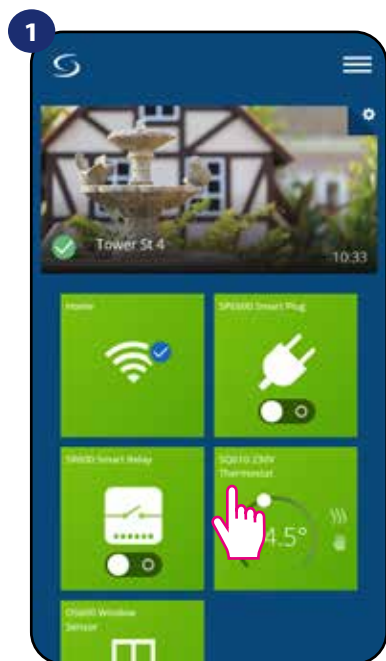 1
Tower St 4
10:33
Home
SP600 Smart Plug
SR600 Smart Relay
SQ610 230V
Thermostat
4.5°
OS600 Window
Sensor